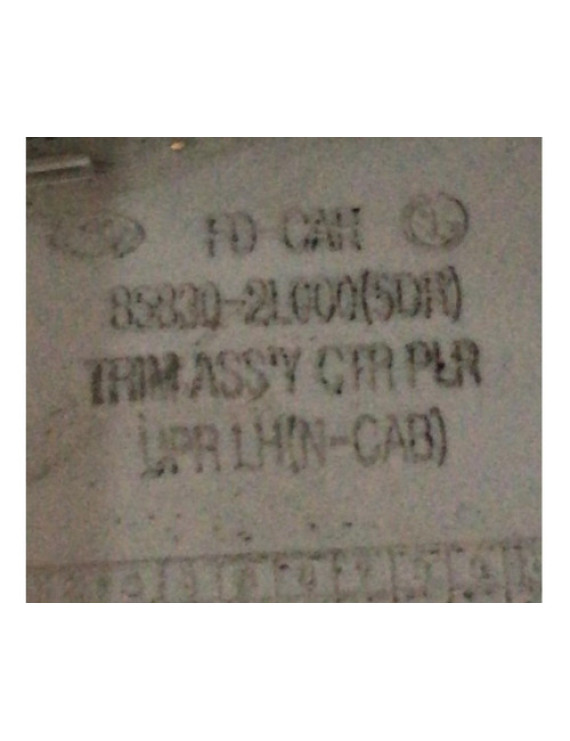 FD-CAR
85830-2L000(5DR)
TRIM ASS'Y CTR PLR
UPR LH(N-CAB)